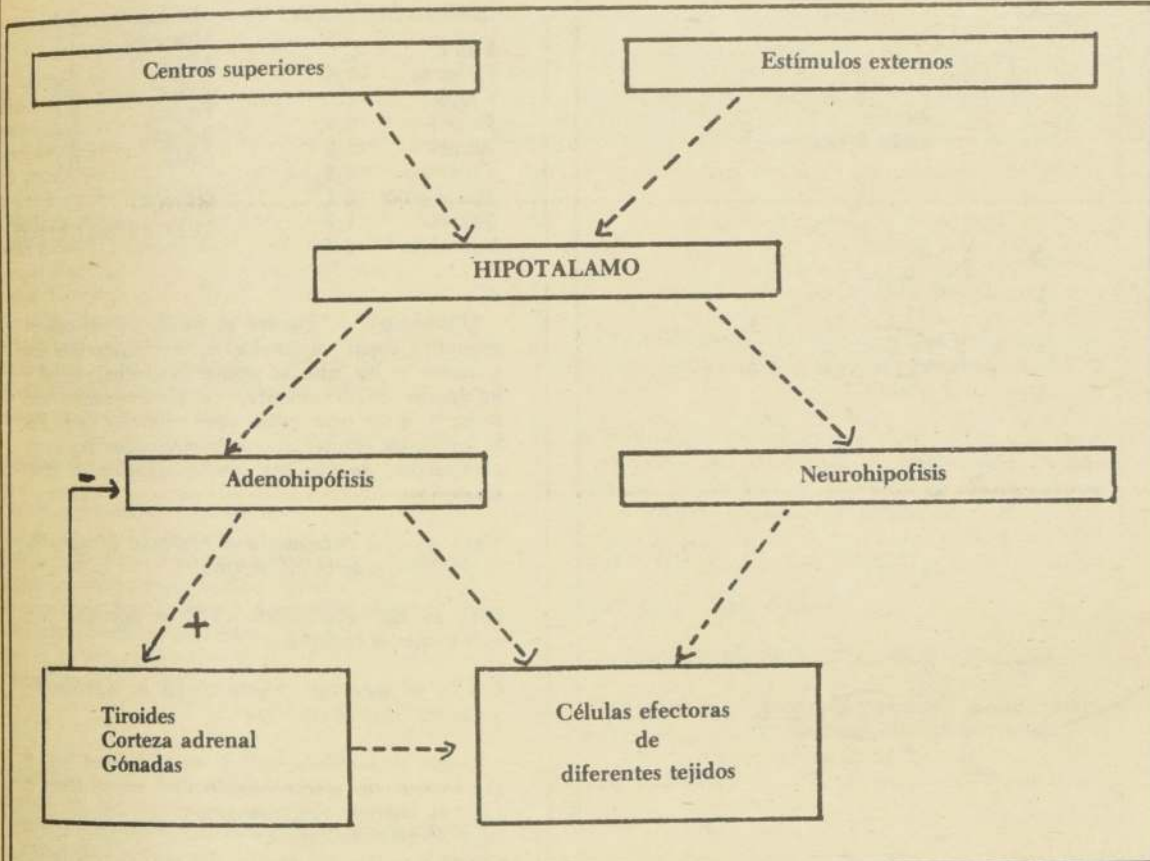 Centros superiores
Estímulos externos
HIPOTALAMO
-
Adenohipófisis
Neurohipofisis
+
Tiroides
Corteza adrenal
Gónadas
Células efectoras
de
diferentes tejidos